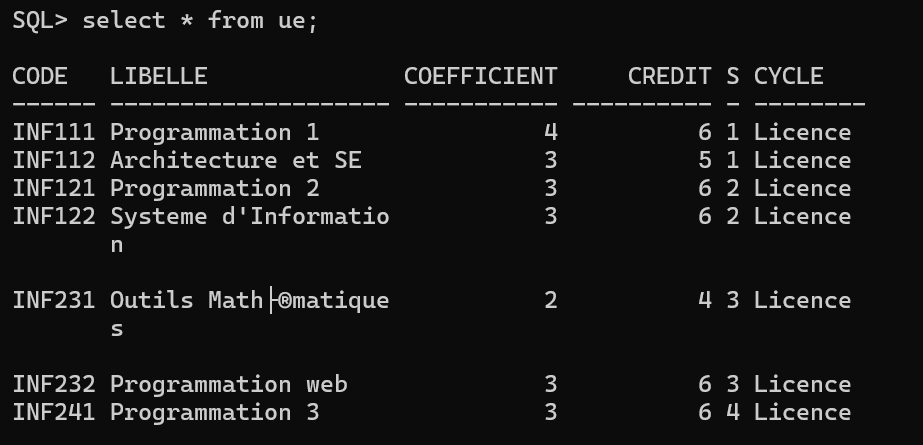 SQL> select * from ue;
CODE   LIBELLE              COEFFICIENT     CREDIT S CYCLE
------ -------------------- ----------- ---------- - --------
INF111 Programmation 1                4          6 1 Licence
INF112 Architecture et SE             3          5 1 Licence
INF121 Programmation 2                3          6 2 Licence
INF122 Systeme d'Informatio           3          6 2 Licence
       n
INF231 Outils Math├®matique           2          4 3 Licence
       s
INF232 Programmation web              3          6 3 Licence
INF241 Programmation 3                3          6 4 Licence